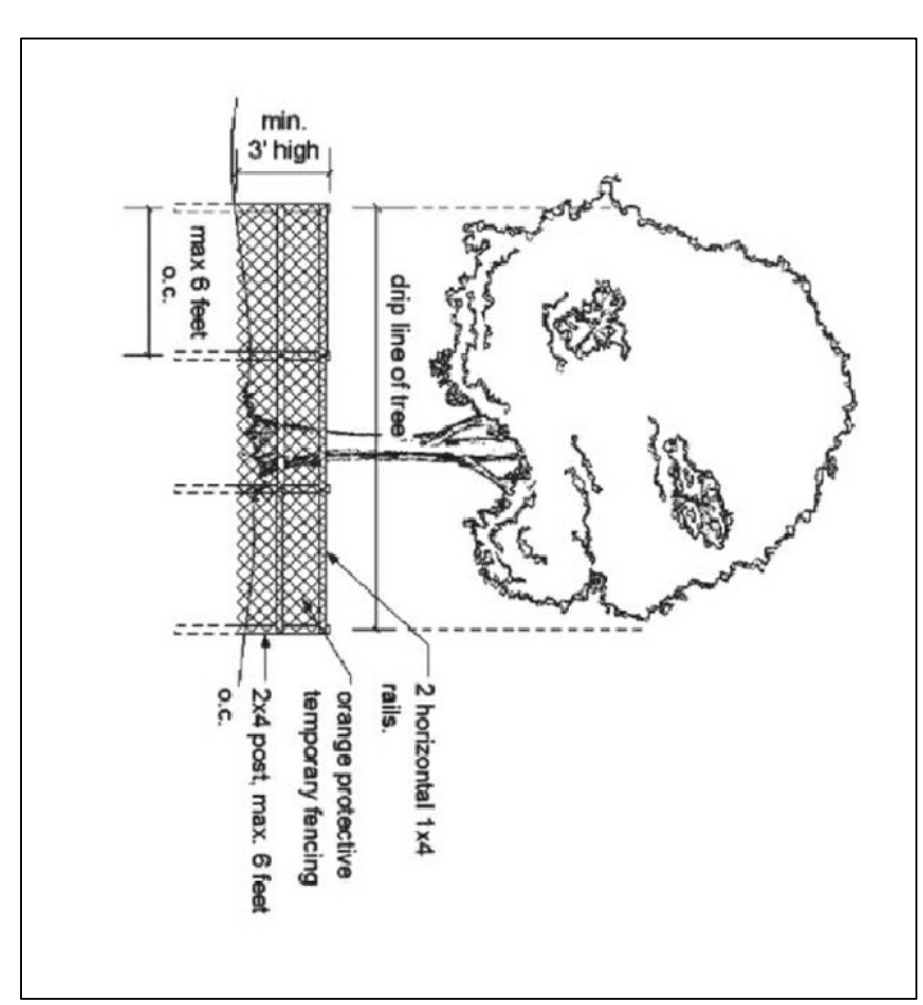 min.
3' high
max 6 feet
o.c.
drip line of tree
2 horizontal 1x4
rails.
orange protective
temporary fencing
2x4 post, max. 6 feet
o.c.